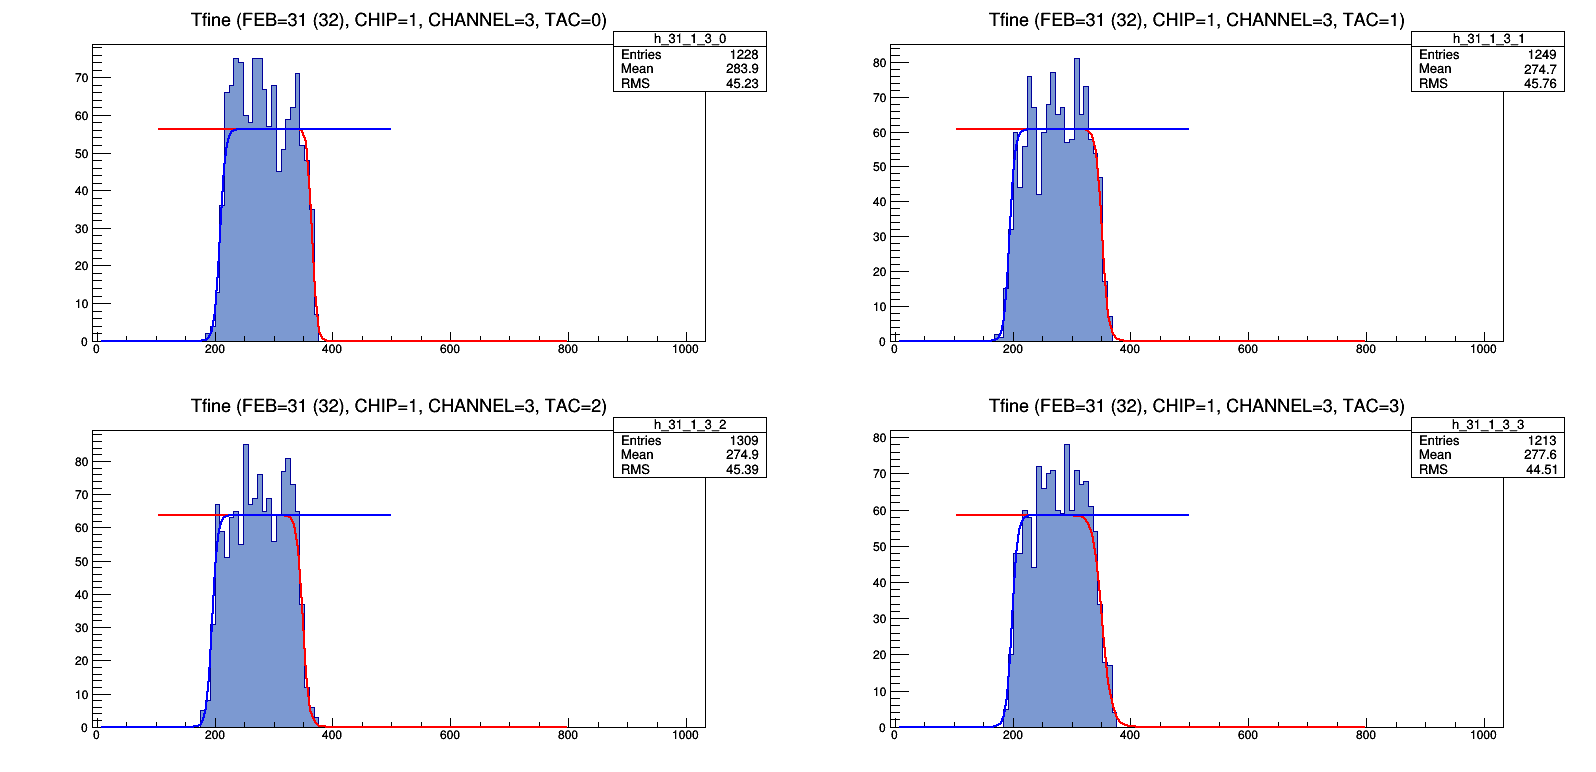 Tfine (FEB=31 (32), CHIP=1, CHANNEL=3, TAC=0)
h_31_1_3_0
Entries 1228
Mean 283.9
RMS 45.23
70
60
50
40
30
20
10
0
0 200 400 600 800 1000
Tfine (FEB=31 (32), CHIP=1, CHANNEL=3, TAC=1)
h_31_1_3_1
Entries 1249
Mean 274.7
RMS 45.76
80
70
60
50
40
30
20
10
0
0 200 400 600 800 1000
Tfine (FEB=31 (32), CHIP=1, CHANNEL=3, TAC=2)
h_31_1_3_2
Entries 1309
Mean 274.9
RMS 45.39
80
70
60
50
40
30
20
10
0
0 200 400 600 800 1000
Tfine (FEB=31 (32), CHIP=1, CHANNEL=3, TAC=3)
h_31_1_3_3
Entries 1213
Mean 277.6
RMS 44.51
80
70
60
50
40
30
20
10
0
0 200 400 600 800 1000